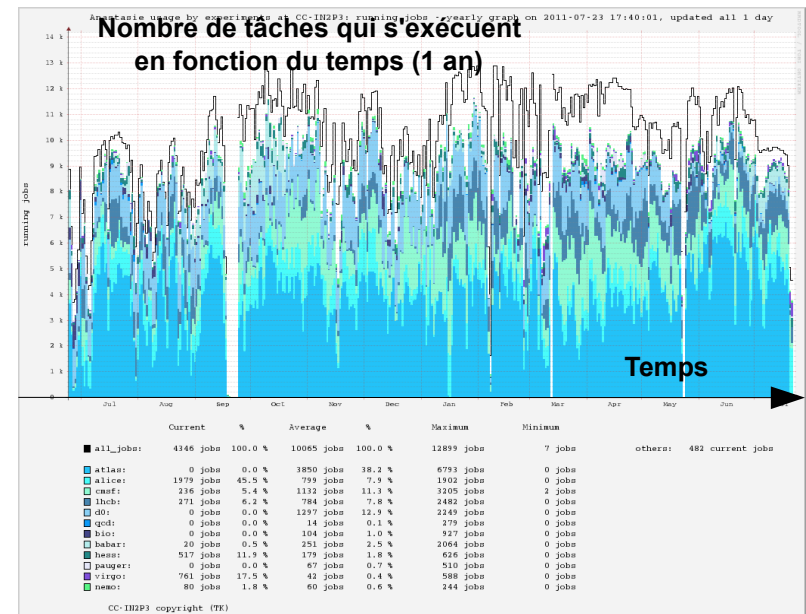 Anastasie usage by experiments at CC-IN2P3: running jobs - yearly graph on 2011-07-23 17:40:01, updated all 1 day
Nombre de tâches qui s'exécutent
en fonction du temps (1 an)
14 k
13 k
12 k
11 k
10 k
9 k
8 k
7 k
6 k
5 k
4 k
3 k
2 k
1 k
0
running jobs
Temps
Jul Aug Sep Oct Nov Dec Jan Feb Mar Apr May Jun
Current % Average % Maximum Minimum
all_jobs: 4346 jobs 100.0 % 10065 jobs 100.0 % 12899 jobs 7 jobs others: 482 current jobs
atlas: 0 jobs 0.0 % 3850 jobs 38.2 % 6793 jobs 0 jobs
alice: 1979 jobs 45.5 % 799 jobs 7.9 % 1902 jobs 0 jobs
cmsf: 236 jobs 5.4 % 1132 jobs 11.3 % 3205 jobs 2 jobs
lhcb: 271 jobs 6.2 % 784 jobs 7.8 % 2482 jobs 0 jobs
d0: 0 jobs 0.0 % 1297 jobs 12.9 % 2249 jobs 0 jobs
qcd: 0 jobs 0.0 % 14 jobs 0.1 % 279 jobs 0 jobs
bio: 0 jobs 0.0 % 104 jobs 1.0 % 927 jobs 0 jobs
babar: 20 jobs 0.5 % 251 jobs 2.5 % 2064 jobs 0 jobs
hess: 517 jobs 11.9 % 179 jobs 1.8 % 626 jobs 0 jobs
pauger: 0 jobs 0.0 % 67 jobs 0.7 % 510 jobs 0 jobs
virgo: 761 jobs 17.5 % 42 jobs 0.4 % 588 jobs 0 jobs
nemo: 80 jobs 1.8 % 60 jobs 0.6 % 244 jobs 0 jobs
CC-IN2P3 copyright (TK)